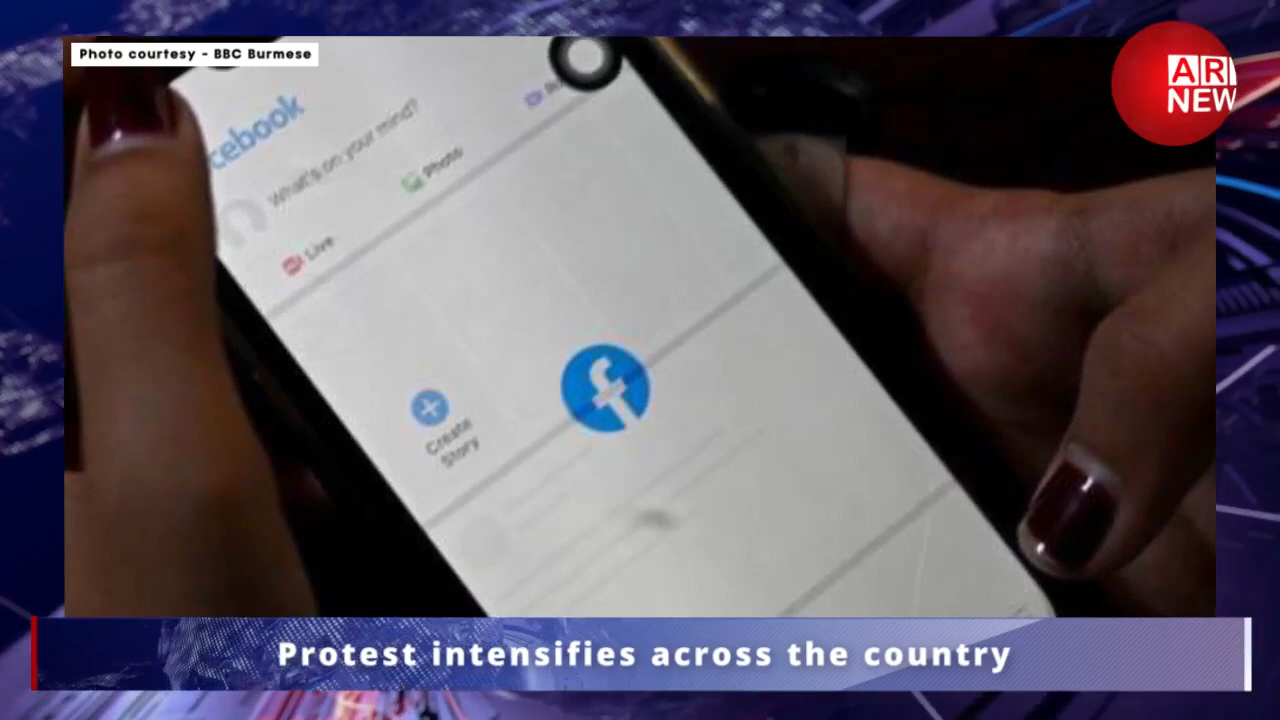 Photo courtesy - BBC Burmese
AR
NEW
cebook
What's on your mind?
Live
Photo
Create
Story
Protest intensifies across the country